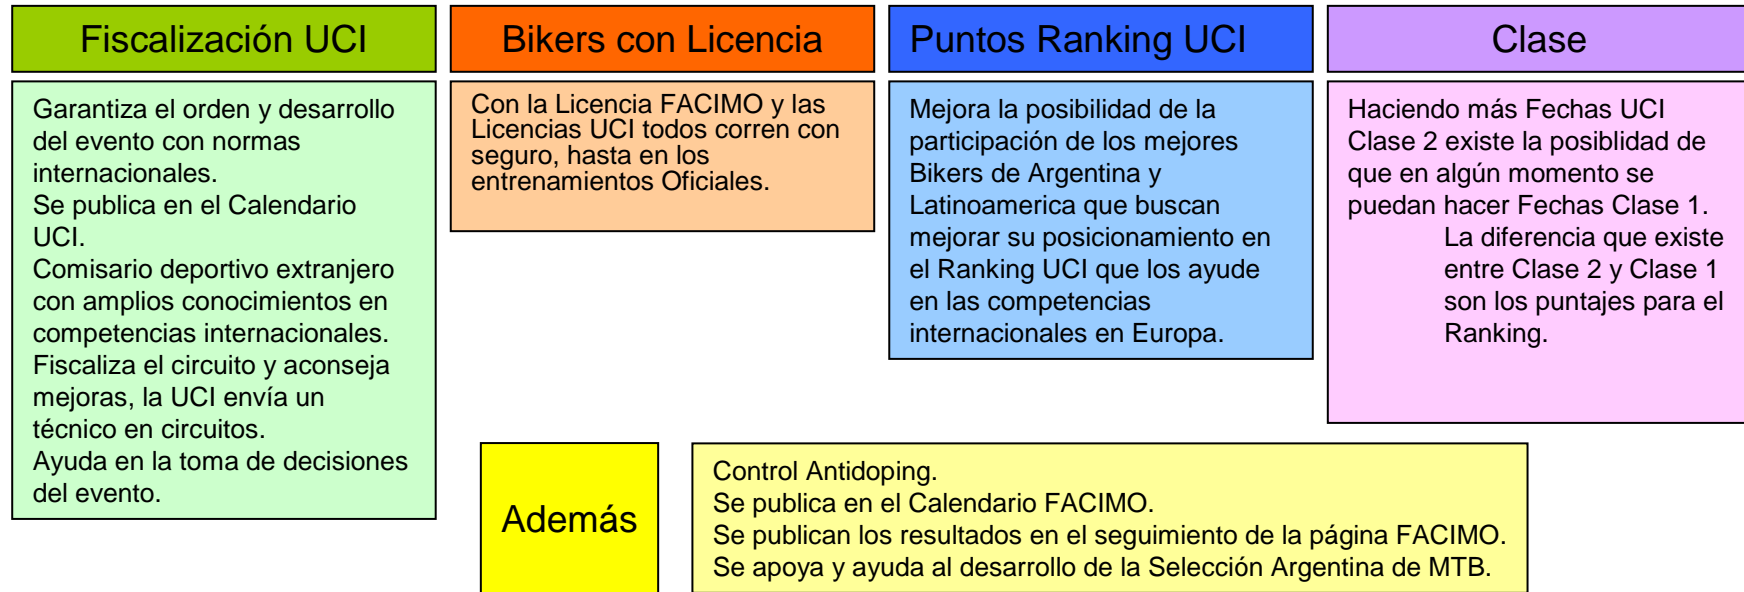 Fiscalización UCI
Garantiza el orden y desarrollo
del evento con normas
internacionales.
Se publica en el Calendario
UCI.
Comisario deportivo extranjero
con amplios conocimientos en
competencias internacionales.
Fiscaliza el circuito y aconseja
mejoras, la UCI envía un
técnico en circuitos.
Ayuda en la toma de decisiones
del evento.
Bikers con Licencia
Con la Licencia FACIMO y las
Licencias UCI todos corren con
seguro, hasta en los
entrenamientos Oficiales.
Puntos Ranking UCI
Mejora la posibilidad de la
participación de los mejores
Bikers de Argentina y
Latinoamerica que buscan
mejorar su posicionamiento en
el Ranking UCI que los ayude
en las competencias
internacionales en Europa.
Clase
Haciendo más Fechas UCI
Clase 2 existe la posiblidad de
que en algún momento se
puedan hacer Fechas Clase 1.
La diferencia que existe
entre Clase 2 y Clase 1
son los puntajes para el
Ranking.
Además
Control Antidoping.
Se publica en el Calendario FACIMO.
Se publican los resultados en el seguimiento de la página FACIMO.
Se apoya y ayuda al desarrollo de la Selección Argentina de MTB.